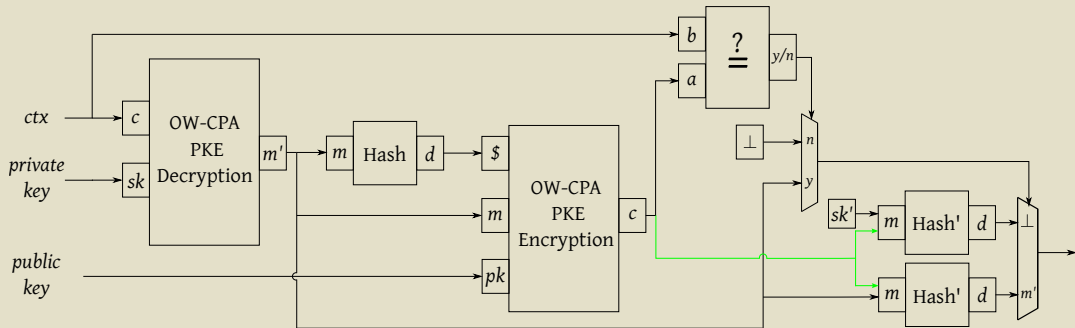 ctx
private
key
public
key
c
sk
OW-CPA
PKE
Decryption
m'
m
Hash
d
$
m
pk
OW-CPA
PKE
Encryption
c
b
a
?
=
y/n
⊥
n
y
sk'
m
Hash'
d
m
Hash'
d
⊥
m'